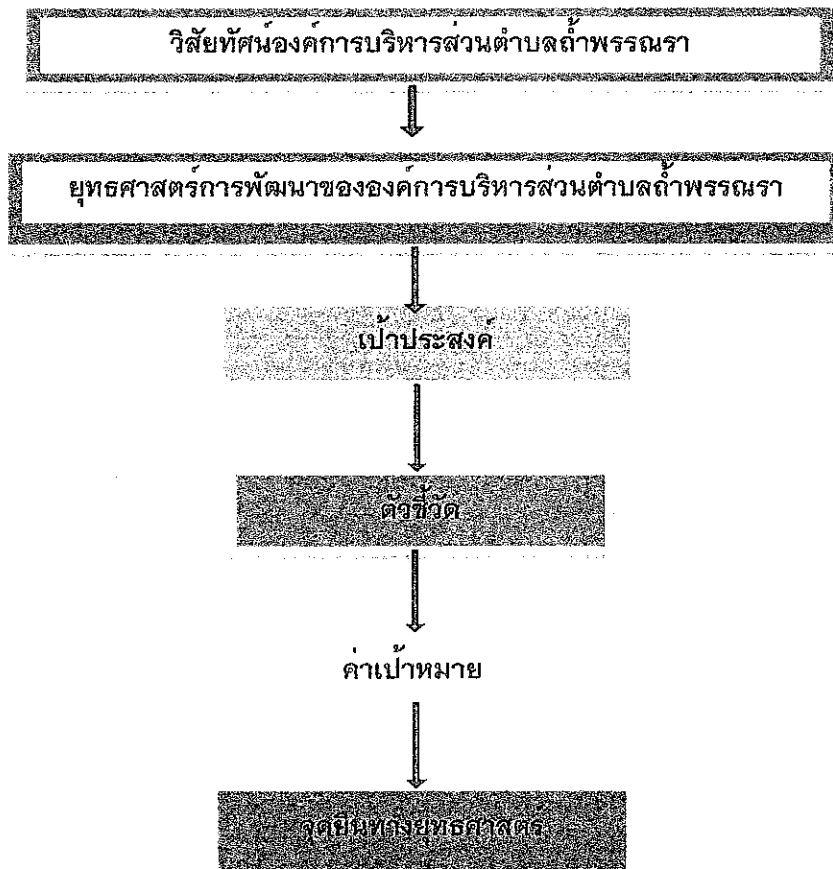 วิสัยทัศน์องค์การบริหารส่วนตำบลถ้ำพรรณรา
ยุทธศาสตร์การพัฒนาขององค์การบริหารส่วนตำบลถ้ำพรรณรา
เป้าประสงค์
ตัวชี้วัด
ค่าเป้าหมาย
จุดยืนทางยุทธศาสตร์